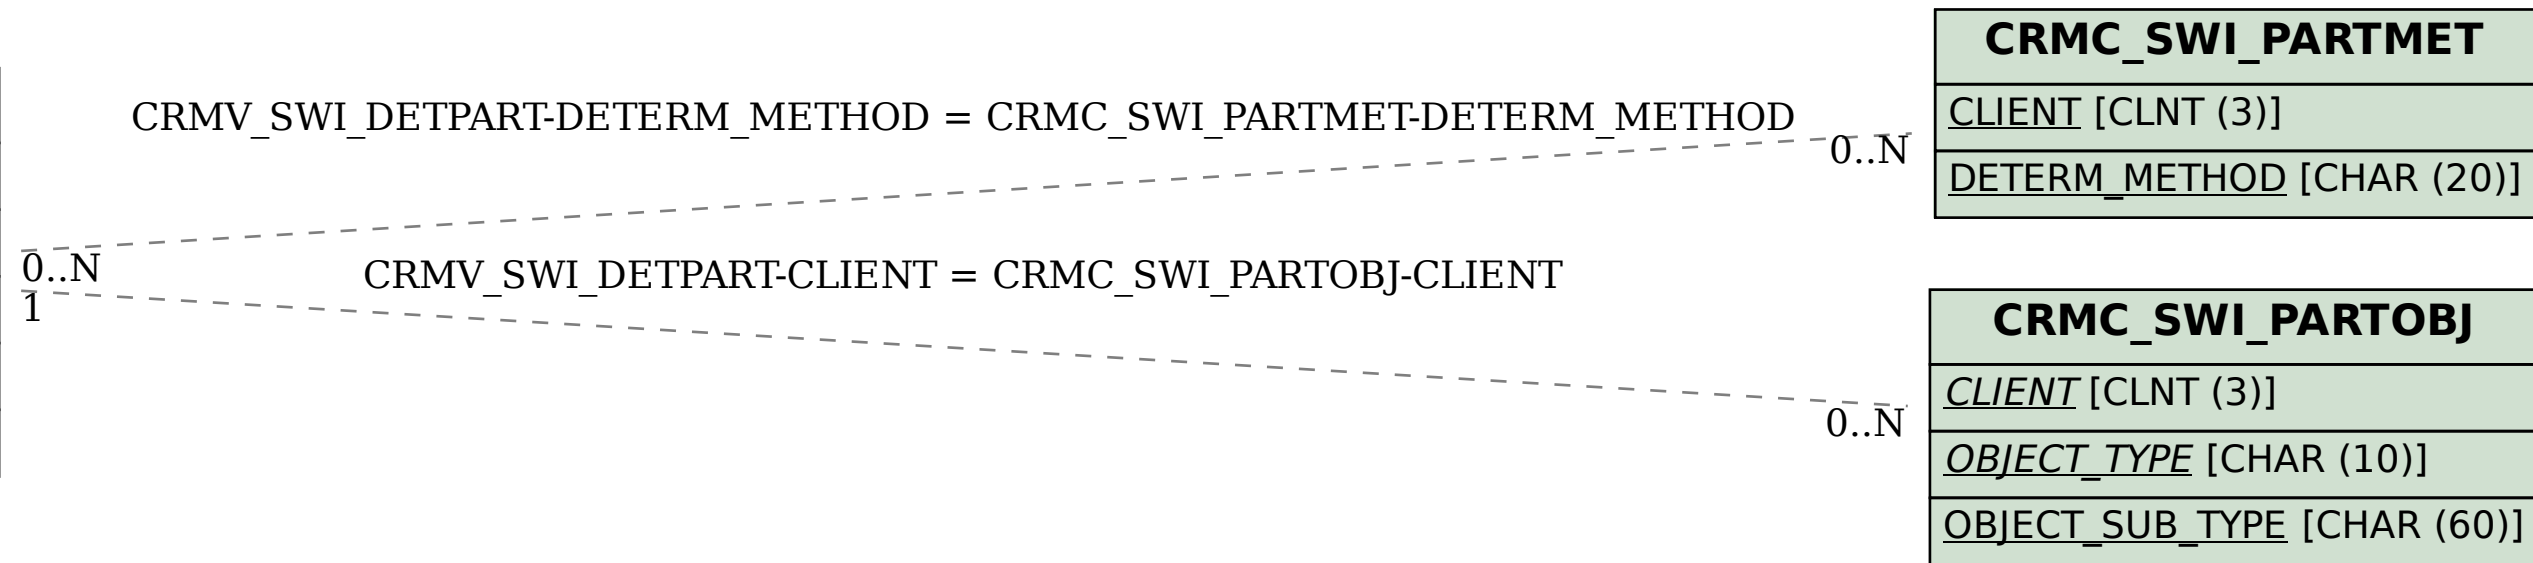 CRMC_SWI_PARTMET
CRMV_SWI_DETPART-DETERM_METHOD = CRMC_SWI_PARTMET-DETERM_METHOD
CLIENT [CLNT (3)]
0..N
DETERM_METHOD [CHAR (20)]
0..N
CRMV_SWI_DETPART-CLIENT = CRMC_SWI_PARTOBJ-CLIENT
1
CRMC_SWI_PARTOBJ
CLIENT [CLNT (3)]
0..N
OBJECT_TYPE [CHAR (10)]
OBJECT_SUB_TYPE [CHAR (60)]